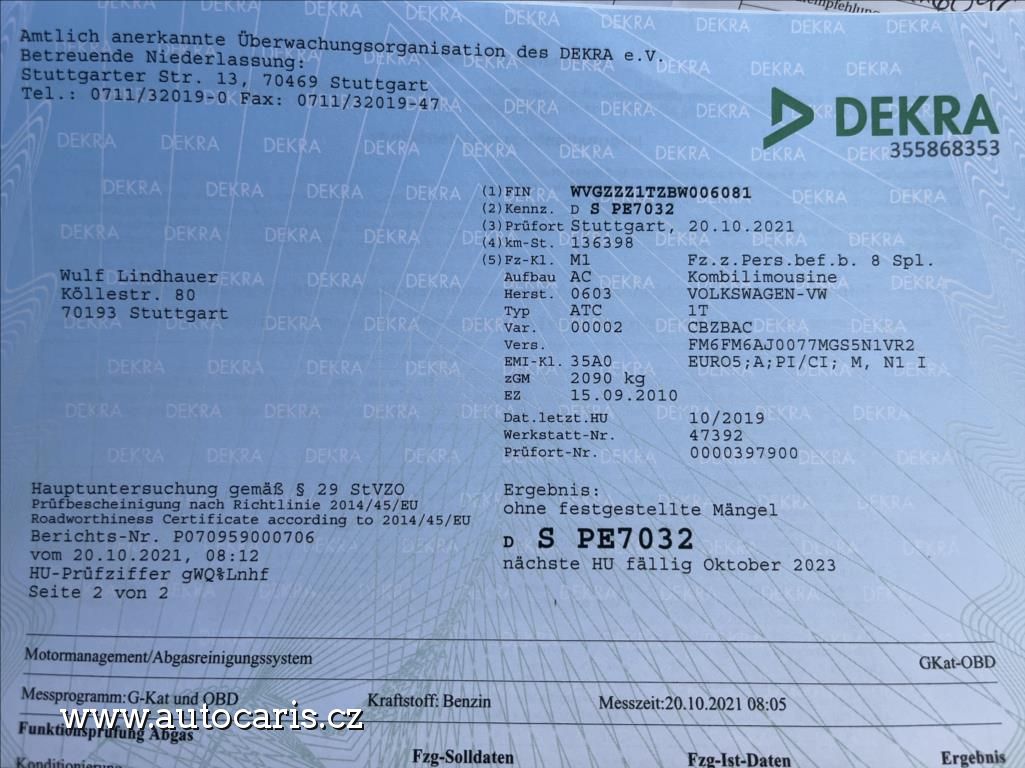 Amtlich anerkannte Überwachungsorganisation des DEKRA e.V.
Betreuende Niederlassung:
Stuttgarter Str. 13, 70469 Stuttgart
Tel.: 0711/32019-0 Fax: 0711/32019-47
DEKRA
355868353
(1) FIN WVGZZZ1TZBW006081
(2) Kennz. D S PE7032
(3) Prüfort Stuttgart, 20.10.2021
(4) km-St. 136398
(5) Fz-Kl. M1 Fz.z.Pers.bef.b. 8 Spl.
Aufbau AC Kombilimousine
Herst. 0603 VOLKSWAGEN-VW
Typ ATC 1T
Var. 00002 CBZBAC
Vers. FM6FM6AJ0077MGS5N1VR2
EMI-Kl. 35A0 EURO5;A;PI/CI; M, N1 I
zGM 2090 kg
EZ 15.09.2010
Dat.letzt.HU 10/2019
Werkstatt-Nr. 47392
Prüfort-Nr. 0000397900
Wulf Lindhauer
Köllestr. 80
70193 Stuttgart
Hauptuntersuchung gemäß § 29 StVZO
Prüfbescheinigung nach Richtlinie 2014/45/EU
Roadworthiness Certificate according to 2014/45/EU
Berichts-Nr. P070959000706
vom 20.10.2021, 08:12
HU-Prüfziffer gWQ%Lnhf
Seite 2 von 2
Ergebnis:
ohne festgestellte Mängel
D S PE7032
nächste HU fällig Oktober 2023
Motormanagement/Abgasreinigungssystem GKat-OBD
Messprogramm:G-Kat und OBD Kraftstoff: Benzin Messzeit:20.10.2021 08:05
www.autocaris.cz
Funktionsprüfung Abgas
Fzg-Solldaten Fzg-Ist-Daten Ergebnis